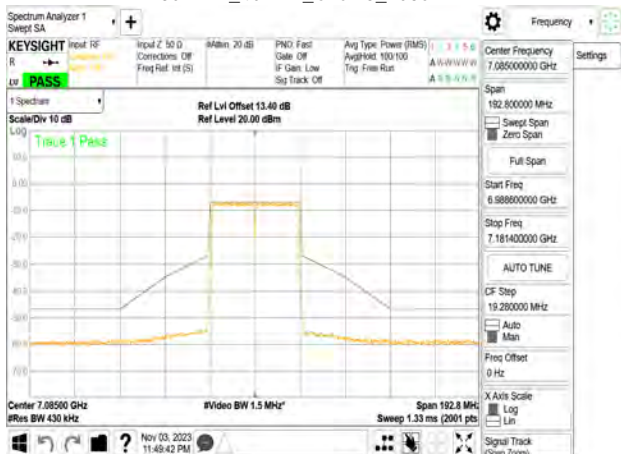 Spectrum Analyzer 1
Swept SA
Frequency
Settings
KEYSIGHT
Input: RF
Input Z: 50 Ω
#Atten: 20 dB
PNO: Fast
Avg Type: Power (RMS)
R
Corrections: Off
Gate: Off
Avg|Hold: 100/100
Freq Ref: Int (S)
IF Gain: Low
Trig: Free Run
Sig Track: Off
PASS
Center Frequency
7.085000000 GHz
Span
192.800000 MHz
Swept Span
Zero Span
Full Span
Start Freq
6.988600000 GHz
Stop Freq
7.181400000 GHz
AUTO TUNE
CF Step
19.280000 MHz
Auto
Man
Freq Offset
0 Hz
X Axis Scale
Log
Lin
Signal Track
(Span Zoom)
1 Spectrum
Scale/Div 10 dB
Ref Lvl Offset 13.40 dB
Ref Level 20.00 dBm
Log
Trace 1 Pass
Center 7.08500 GHz
#Video BW 1.5 MHz*
Span 192.8 MHz
#Res BW 430 kHz
Sweep 1.33 ms (2001 pts
Nov 03, 2023
11:49:42 PM